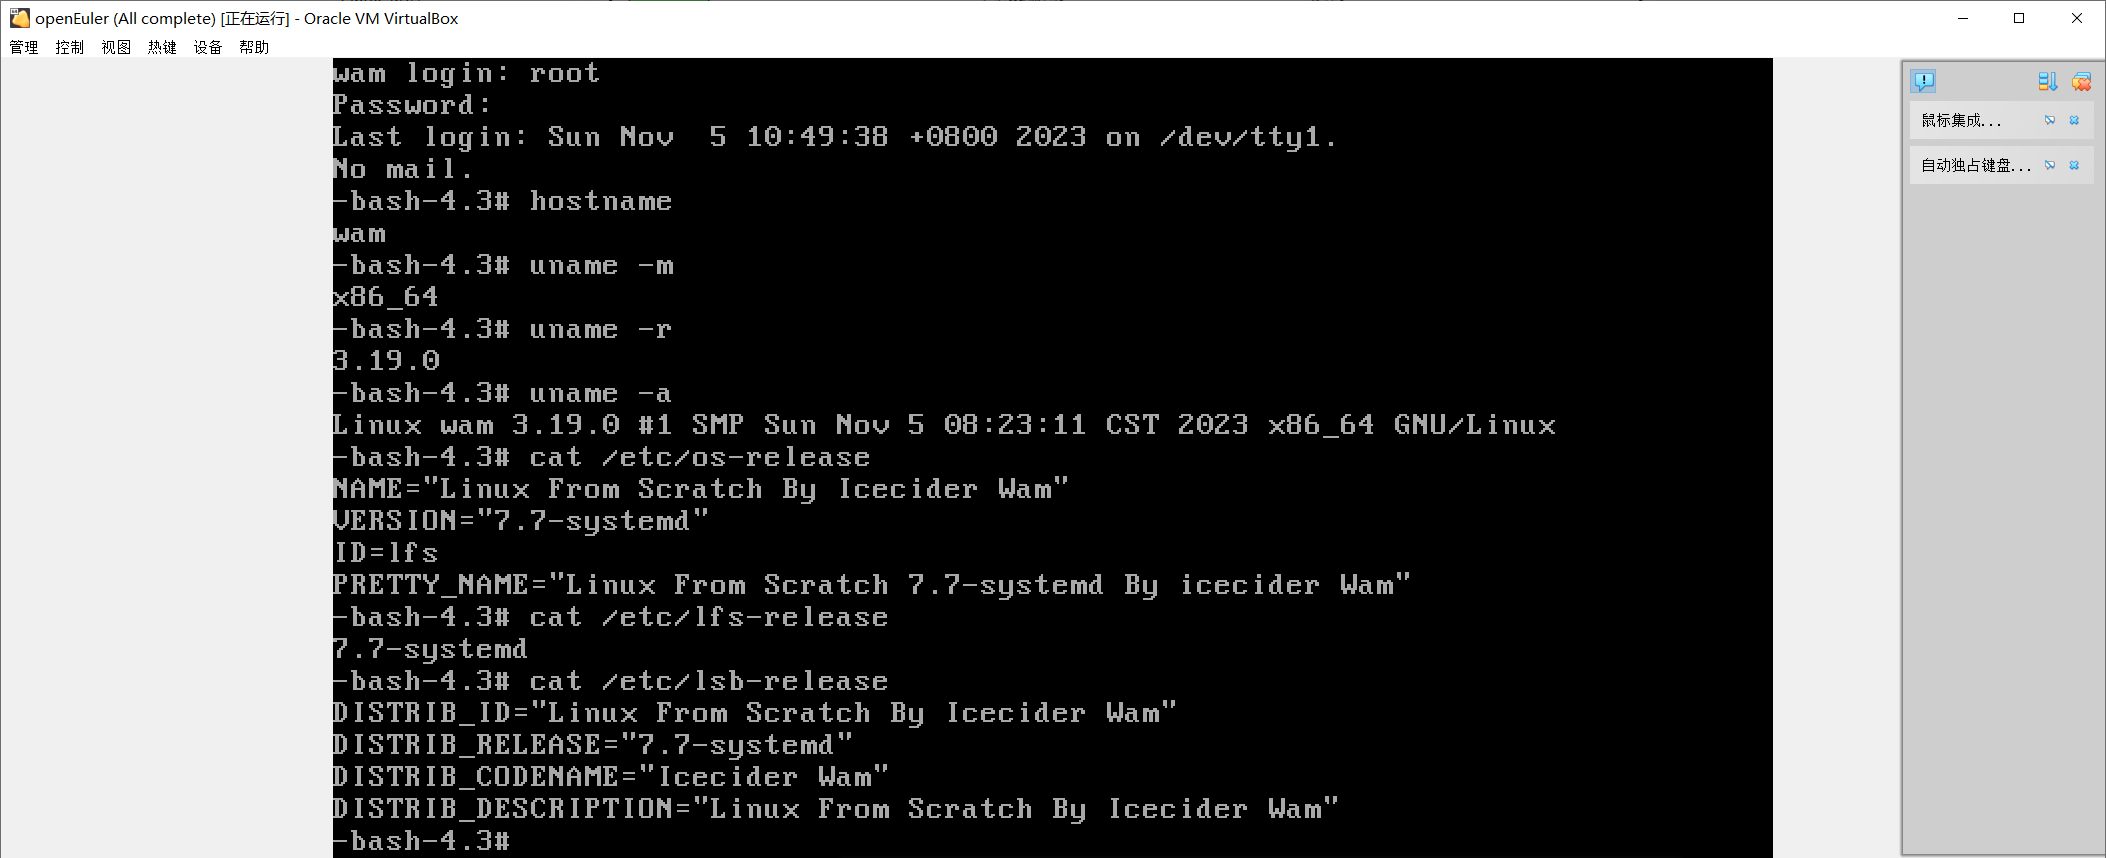 openEuler (All complete) [正在运行] - Oracle VM VirtualBox
管理 控制 视图 热键 设备 帮助
wam login: root
Password:
Last login: Sun Nov  5 10:49:38 +0800 2023 on /dev/tty1.
No mail.
-bash-4.3# hostname
wam
-bash-4.3# uname -m
x86_64
-bash-4.3# uname -r
3.19.0
-bash-4.3# uname -a
Linux wam 3.19.0 #1 SMP Sun Nov 5 08:23:11 CST 2023 x86_64 GNU/Linux
-bash-4.3# cat /etc/os-release
NAME="Linux From Scratch By Icecider Wam"
VERSION="7.7-systemd"
ID=lfs
PRETTY_NAME="Linux From Scratch 7.7-systemd By icecider Wam"
-bash-4.3# cat /etc/lfs-release
7.7-systemd
-bash-4.3# cat /etc/lsb-release
DISTRIB_ID="Linux From Scratch By Icecider Wam"
DISTRIB_RELEASE="7.7-systemd"
DISTRIB_CODENAME="Icecider Wam"
DISTRIB_DESCRIPTION="Linux From Scratch By Icecider Wam"
-bash-4.3#
鼠标集成...
自动独占键盘...